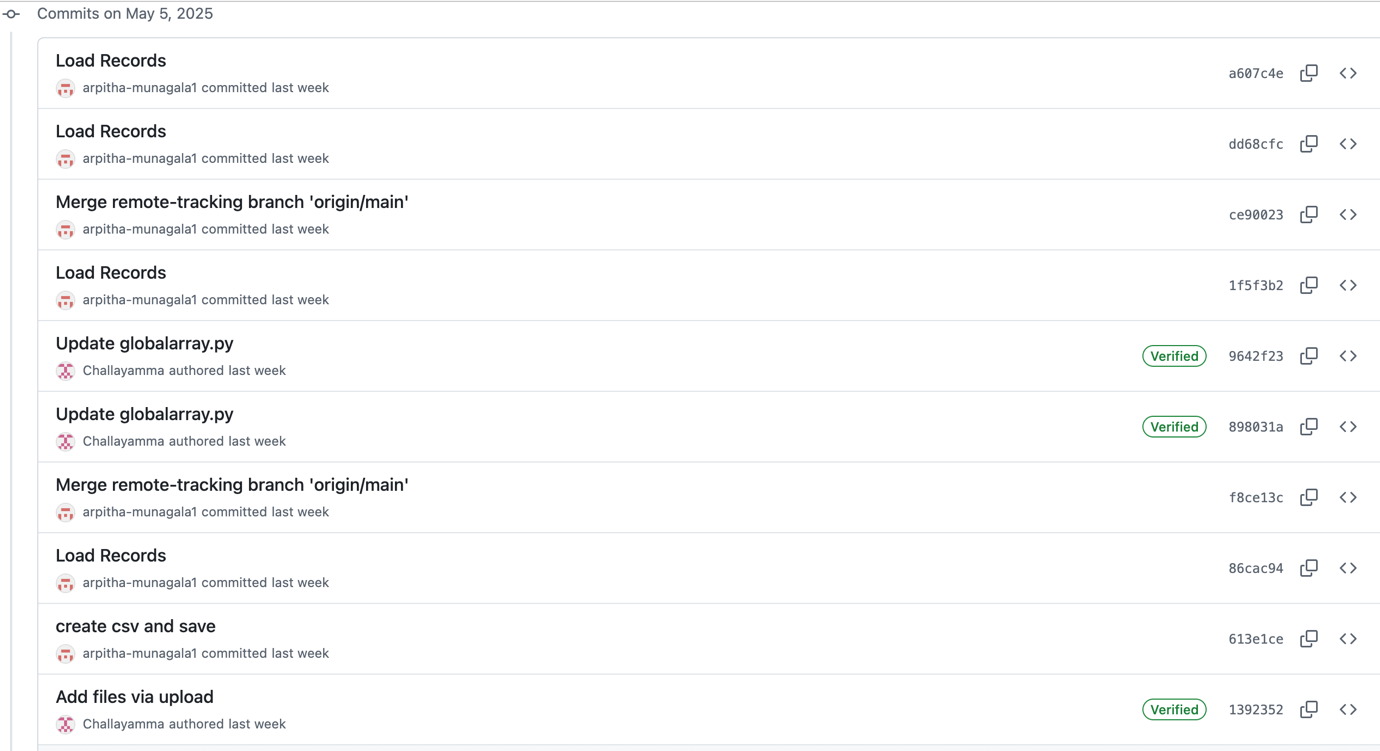 Commits on May 5, 2025
Load Records
arpitha-munagala1 committed last week
a607c4e
Load Records
arpitha-munagala1 committed last week
dd68cfc
Merge remote-tracking branch 'origin/main'
arpitha-munagala1 committed last week
ce90023
Load Records
arpitha-munagala1 committed last week
1f5f3b2
Update globalarray.py
Challayamma authored last week
Verified 9642f23
Update globalarray.py
Challayamma authored last week
Verified 898031a
Merge remote-tracking branch 'origin/main'
arpitha-munagala1 committed last week
f8ce13c
Load Records
arpitha-munagala1 committed last week
86cac94
create csv and save
arpitha-munagala1 committed last week
613e1ce
Add files via upload
Challayamma authored last week
Verified 1392352